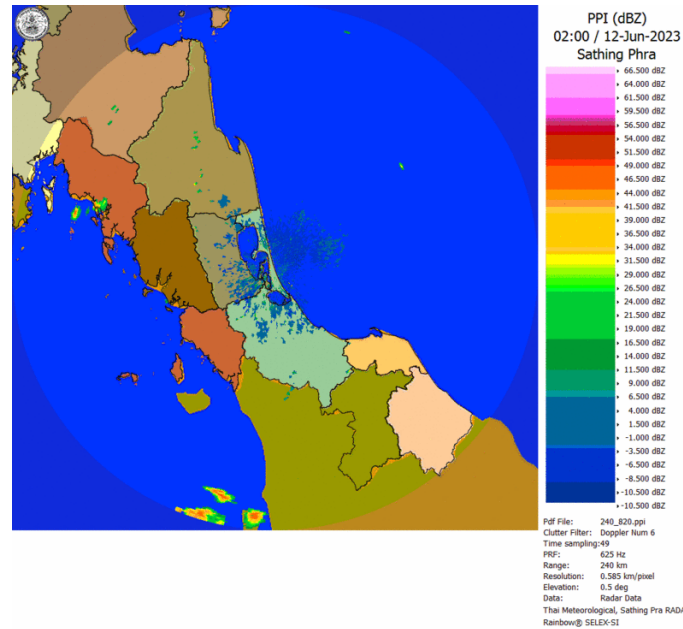 PPI (dBZ)
02:00 / 12-Jun-2023
Sathing Phra
66.500 dBZ
64.000 dBZ
61.500 dBZ
59.500 dBZ
56.500 dBZ
54.000 dBZ
51.500 dBZ
49.000 dBZ
46.500 dBZ
44.000 dBZ
41.500 dBZ
39.000 dBZ
36.500 dBZ
34.000 dBZ
31.500 dBZ
29.000 dBZ
26.500 dBZ
24.000 dBZ
21.500 dBZ
19.000 dBZ
16.500 dBZ
14.000 dBZ
11.500 dBZ
9.000 dBZ
6.500 dBZ
4.000 dBZ
1.500 dBZ
-1.000 dBZ
-3.500 dBZ
-6.500 dBZ
-8.500 dBZ
-10.500 dBZ
-10.500 dBZ
Pdf File: 240_820.ppi
Clutter Filter: Doppler Num 6
Time sampling:49
PRF: 625 Hz
Range: 240 km
Resolution: 0.585 km/pixel
Elevation: 0.5 deg
Data: Radar Data
Thai Meteorological, Sathing Pra RADA
Rainbow® SELEX-SI